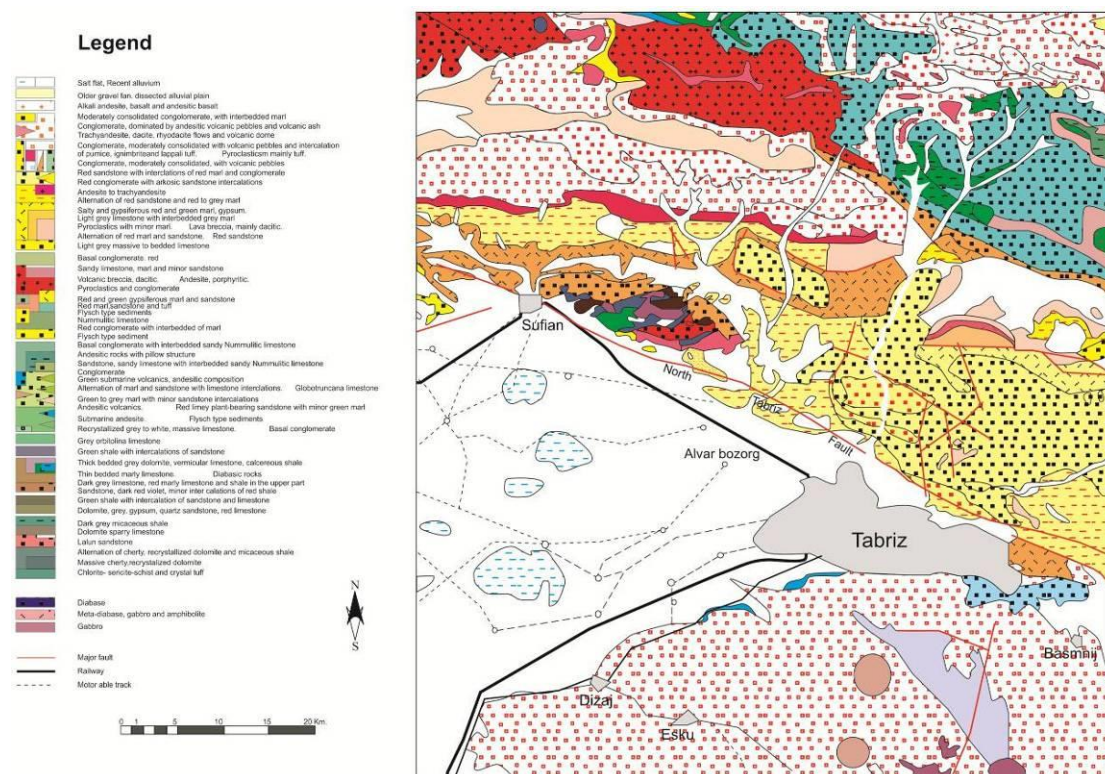 Legend
Salt flat, Recent alluvium
Older gravel fan, dissected alluvial plain
Alkali andesite, basalt and andesitic basalt
Moderately consolidated congolomerate, with interbedded marl
Conglomerate, dominated by andesitic volcanic pebbles and volcanic ash
Trachyandesite, dacite, rhyodacite flows and volcanic dome
Conglomerate, moderately consolidated with volcanic pebbles and intercalation
of pumice, ignimbriteand lappali tuff. Pyroclasticsm mainly tuff.
Conglomerate, moderately consolidated, with volcanic pebbles
Red sandstone with interclations of red marl and conglomerate
Red conglomerate with arkosic sandstone intercalations
Andesite to trachyandesite
Alternation of red sandstone and red to grey marl
Salty and gypsiferous red and green marl, gypsum.
Light grey limestone with interbedded grey marl
Pyroclastics with minor marl. Lava breccia, mainly dacitic.
Alternation of red marl and sandstone. Red sandstone
Light grey massive to bedded limestone
Basal conglomerate. red
Sandy limestone, marl and minor sandstone
Volcanic breccia, dacitic. Andesite, porphyritic.
Pyroclastics and conglomerate
Red and green gypsiferous marl and sandstone
Red marl,sandstone and tuff
Flysch type sediments
Nummulitic limestone
Red conglomerate with interbedded of marl
Flysch type sediment
Basal conglomerate with interbedded sandy Nummulitic limestone
Andesitic rocks with pillow structure
Sandstone, sandy limestone with interbedded sandy Nummulitic limestone
Conglomerate
Green submarine volcanics, andesitic composition
Alternation of marl and sandstone with limestone interclations. Globotruncana limestone
Green to grey marl with minor sandstone intercalations
Andesitic volcanics. Red limey plant-bearing sandstone with minor green marl
Submarine andesite. Flysch type sediments
Recrystallized grey to white, massive limestone. Basal conglomerate
Grey orbitolina limestone
Green shale with intercalations of sandstone
Thick bedded grey dolomite, vermicular limestone, calcereous shale
Thin bedded marly limestone. Diabasic rocks
Dark grey limestone, red marly limestone and shale in the upper part
Sandstone, dark red violet, minor inter calations of red shale
Green shale with intercalation of sandstone and limestone
Dolomite, grey, gypsum, quartz sandstone, red limestone
Dark grey micaceous shale
Dolomite sparry limestone
Lalun sandstone
Alternation of cherty, recrystallized dolomite and micaceous shale
Massive cherty,recrystalized dolomite
Chlorite- sericite-schist and crystal tuff
Diabase
Meta-diabase, gabbro and amphibolite
Gabbro
N
S
Major fault
Railway
Motor able track
0 1 5 10 15 20 Km.
Sufian
North
Tabriz
Fault
Alvar bozorg
Tabriz
Basmnij
Dizaj
Esku